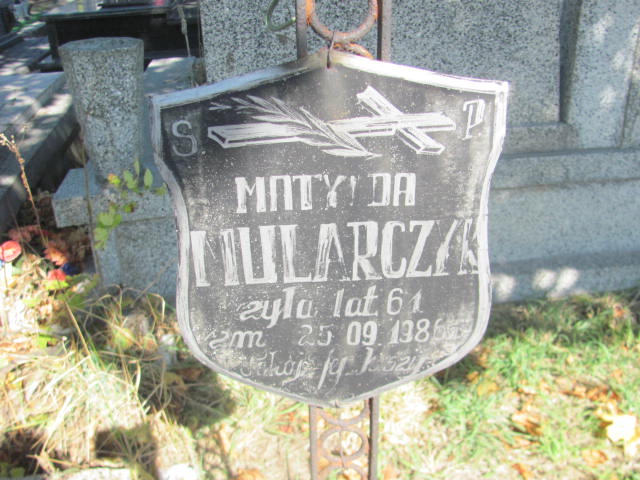 S P
MATYLDA
MULARCZYK
żyła lat 61
zm 25 09 1986